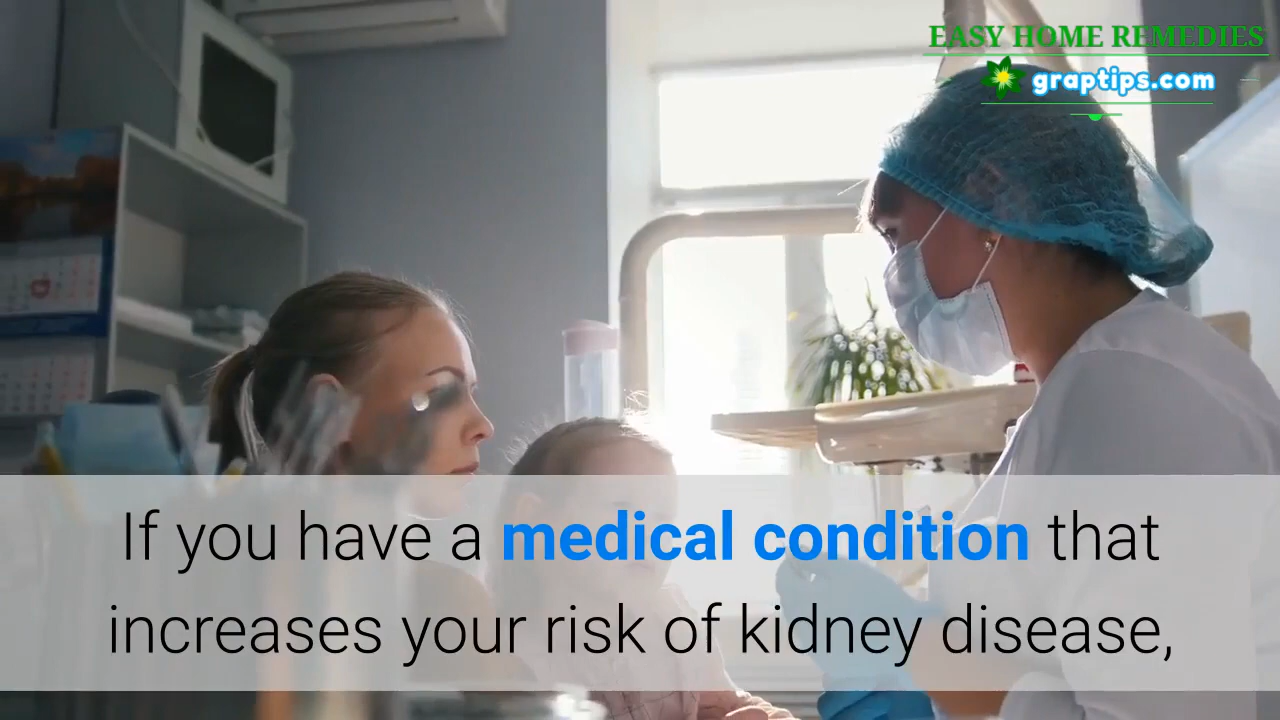 EASY HOME REMEDIES
graptips.com
If you have a medical condition that
increases your risk of kidney disease,